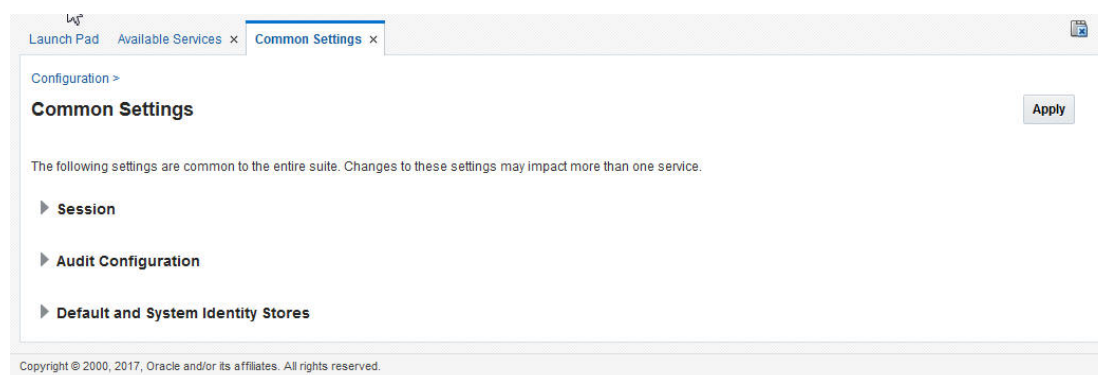 Launch Pad Available Services × Common Settings ×
Configuration >
Common Settings
Apply
The following settings are common to the entire suite. Changes to these settings may impact more than one service.
Session
Audit Configuration
Default and System Identity Stores
Copyright © 2000, 2017, Oracle and/or its affiliates. All rights reserved.